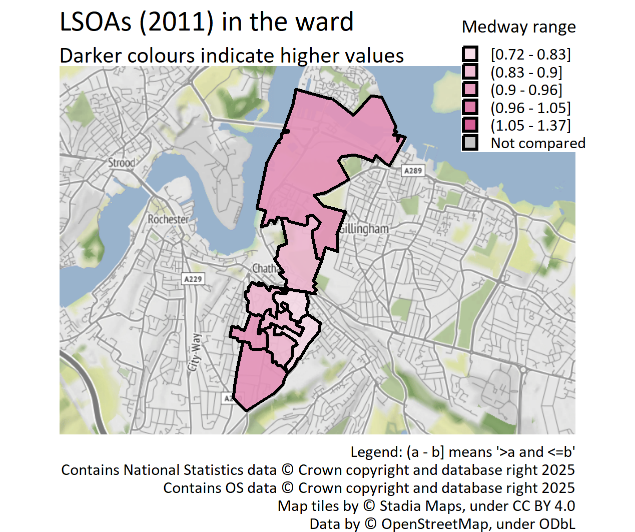 LSOAs (2011) in the ward
Darker colours indicate higher values
Medway range
[0.72 - 0.83]
(0.83 - 0.9]
(0.9 - 0.96]
(0.96 - 1.05]
(1.05 - 1.37]
Not compared
A289
Strood
Rochester
Gillingham
Chatha
A229
City Way
A2
Legend: (a - b] means '>a and <=b'
Contains National Statistics data © Crown copyright and database right 2025
Contains OS data © Crown copyright and database right 2025
Map tiles by © Stadia Maps, under CC BY 4.0
Data by © OpenStreetMap, under ODbL